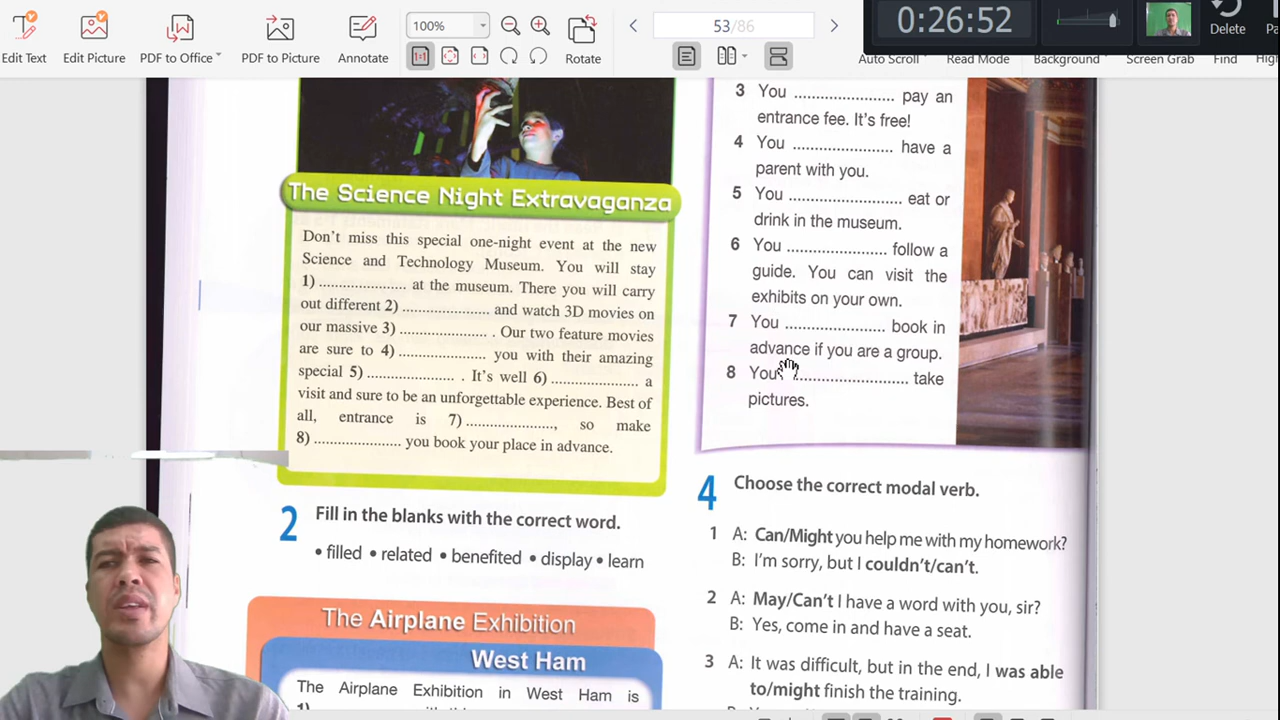 100%
53/86
0:26:52
Edit Text
Edit Picture
PDF to Office
PDF to Picture
Annotate
Rotate
Auto Scroll
Read Mode
Background
Screen Grab
Find
Delete
The Science Night Extravaganza
Don't miss this special one-night event at the new
Science and Technology Museum. You will stay
1) ...................... at the museum. There you will carry
out different 2) ...................... and watch 3D movies on
our massive 3) ...................... . Our two feature movies
are sure to 4) ...................... you with their amazing
special 5) ...................... . It's well 6) ...................... a
visit and sure to be an unforgettable experience. Best of
all, entrance is 7) ......................, so make
8) ...................... you book your place in advance.
2 Fill in the blanks with the correct word.
• filled • related • benefited • display • learn
The Airplane Exhibition
West Ham
The Airplane Exhibition in West Ham is
1)
3 You ...................... pay an
entrance fee. It's free!
4 You ...................... have a
parent with you.
5 You ...................... eat or
drink in the museum.
6 You ...................... follow a
guide. You can visit the
exhibits on your own.
7 You ...................... book in
advance if you are a group.
8 You ...................... take
pictures.
4 Choose the correct modal verb.
1 A: Can/Might you help me with my homework?
B: I'm sorry, but I couldn't/can't.
2 A: May/Can't I have a word with you, sir?
B: Yes, come in and have a seat.
3 A: It was difficult, but in the end, I was able
to/might finish the training.